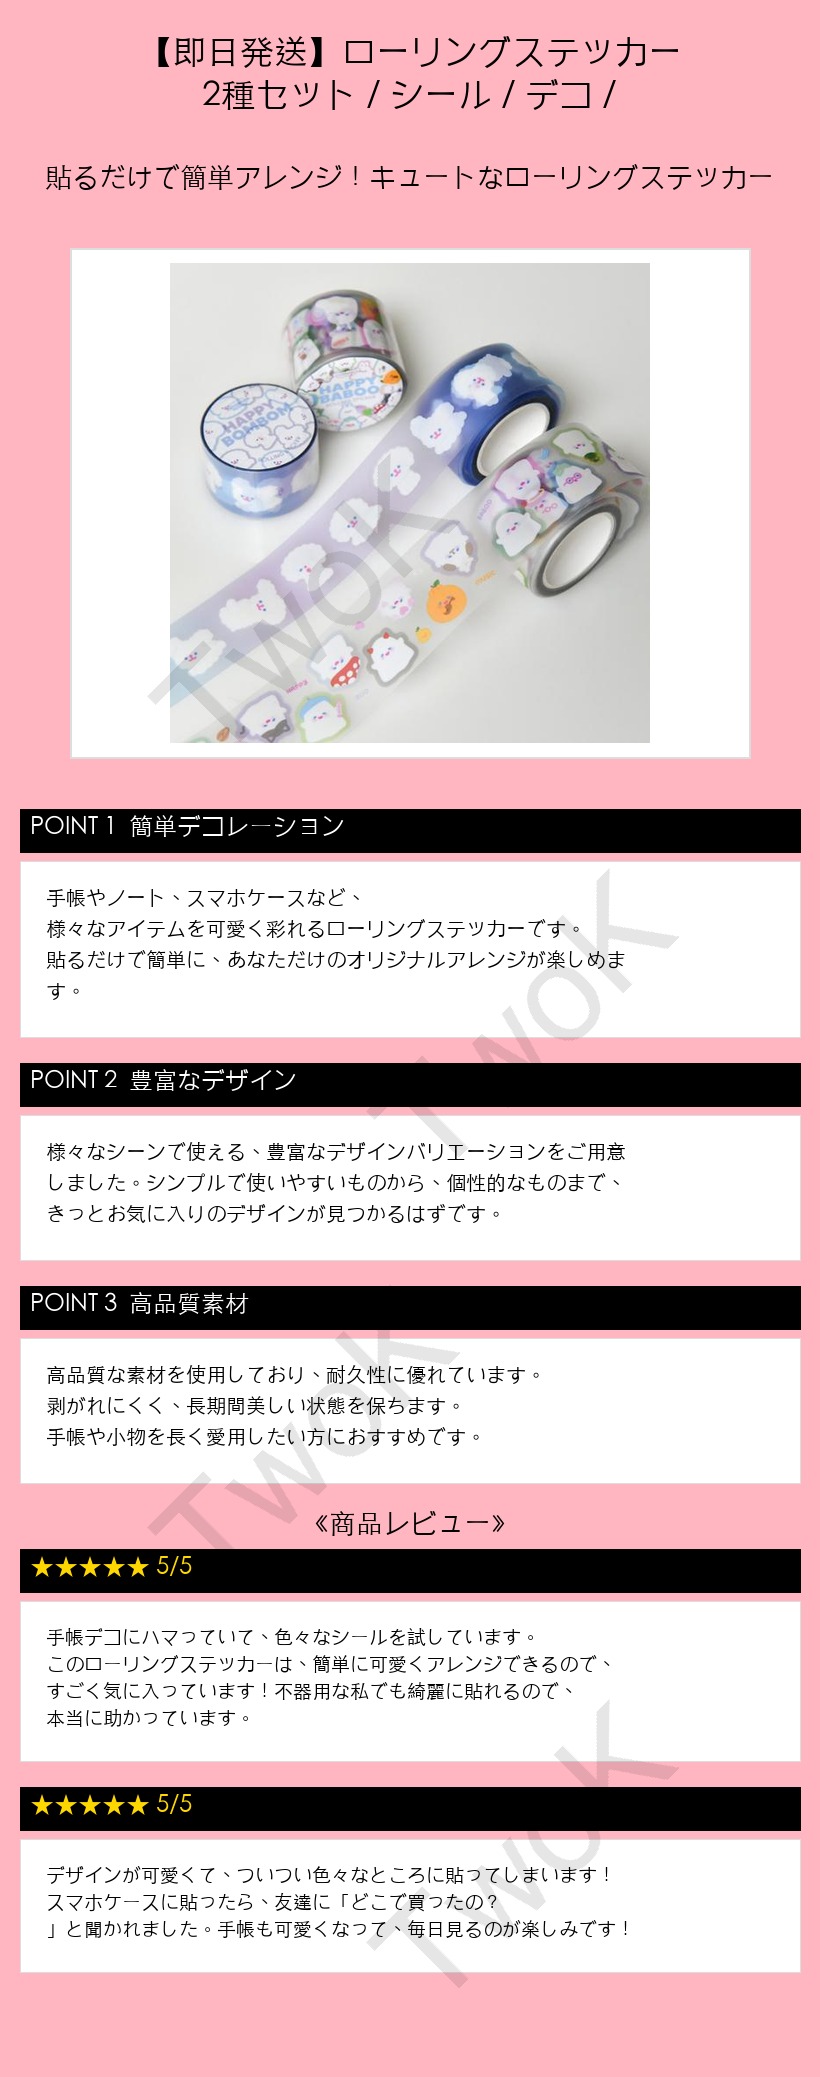 【即日発送】ローリングステッカー
2種セット / シール / デコ /
貼るだけで簡単アレンジ！キュートなローリングステッカー
HAPPY
BABOO
HAPPY
BOMBOM
TwoK
POINT 1 簡単デコレーション
手帳やノート、スマホケースなど、
様々なアイテムを可愛く彩れるローリングステッカーです。
貼るだけで簡単に、あなただけのオリジナルアレンジが楽しめま
す。
TwoK
POINT 2 豊富なデザイン
様々なシーンで使える、豊富なデザインバリエーションをご用意
しました。シンプルで使いやすいものから、個性的なものまで、
きっとお気に入りのデザインが見つかるはずです。
POINT 3 高品質素材
高品質な素材を使用しており、耐久性に優れています。
剥がれにくく、長期間美しい状態を保ちます。
手帳や小物を長く愛用したい方におすすめです。
TwoK
《商品レビュー》
★★★★★ 5/5
手帳デコにハマっていて、色々なシールを試しています。
このローリングステッカーは、簡単に可愛くアレンジできるので、
すごく気に入っています！不器用な私でも綺麗に貼れるので、
本当に助かっています。
★★★★★ 5/5
デザインが可愛くて、ついつい色々なところに貼ってしまいます！
スマホケースに貼ったら、友達に「どこで買ったの？
」と聞かれました。手帳も可愛くなって、毎日見るのが楽しみです！
TwoK